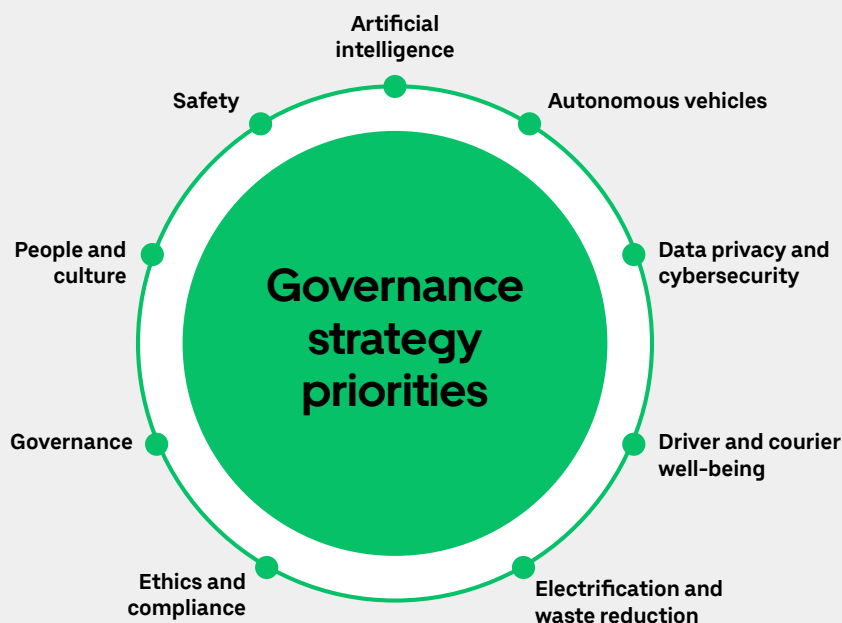 Artificial
intelligence
Safety
Autonomous vehicles
People and
culture
Data privacy and
cybersecurity
Governance
strategy
priorities
Governance
Driver and courier
well-being
Ethics and
compliance
Electrification and
waste reduction